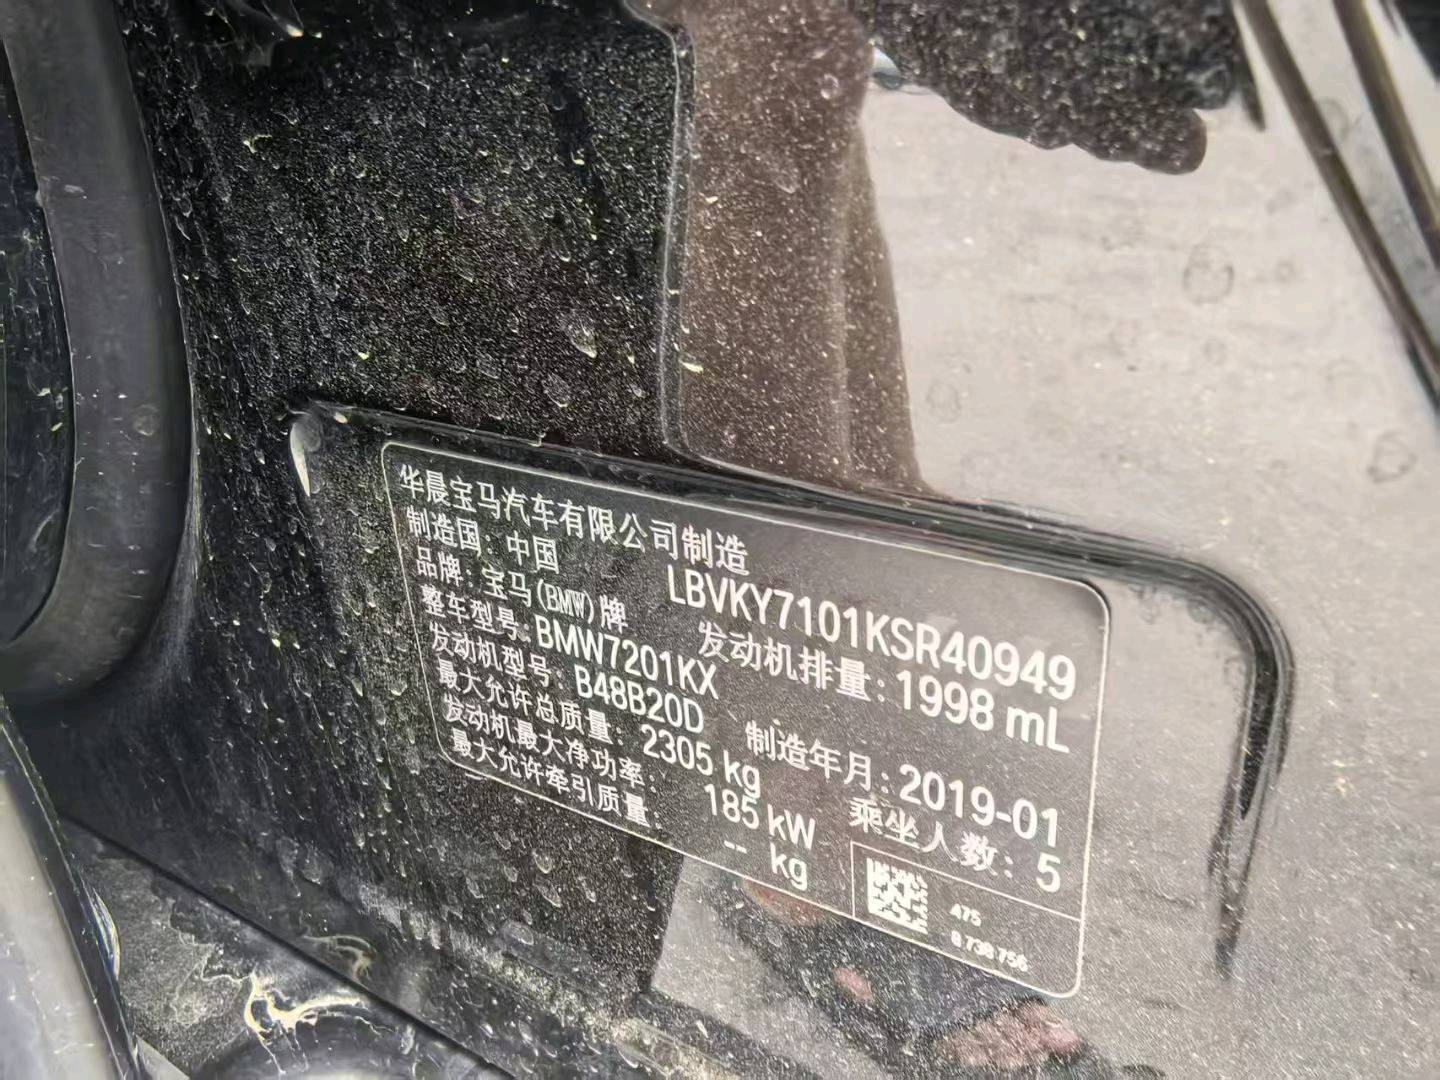 华晨宝马汽车有限公司制造
制造国：中国
LBVKY7101KSR40949
品牌：宝马(BMW)牌
发动机排量：1998 mL
整车型号：BMW7201KX
发动机型号：B48B20D
制造年月：2019-01
最大允许总质量：2305 kg
乘坐人数：5
发动机最大净功率：185 kW
最大允许牵引质量：-- kg
475
8 738 756